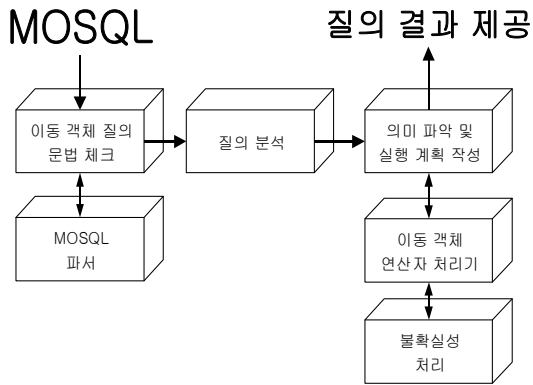 MOSQL
질의 결과 제공
이동 객체 질의
문법 체크
질의 분석
의미 파악 및
실행 계획 작성
MOSQL
파서
이동 객체
연산자 처리기
불확실성
처리